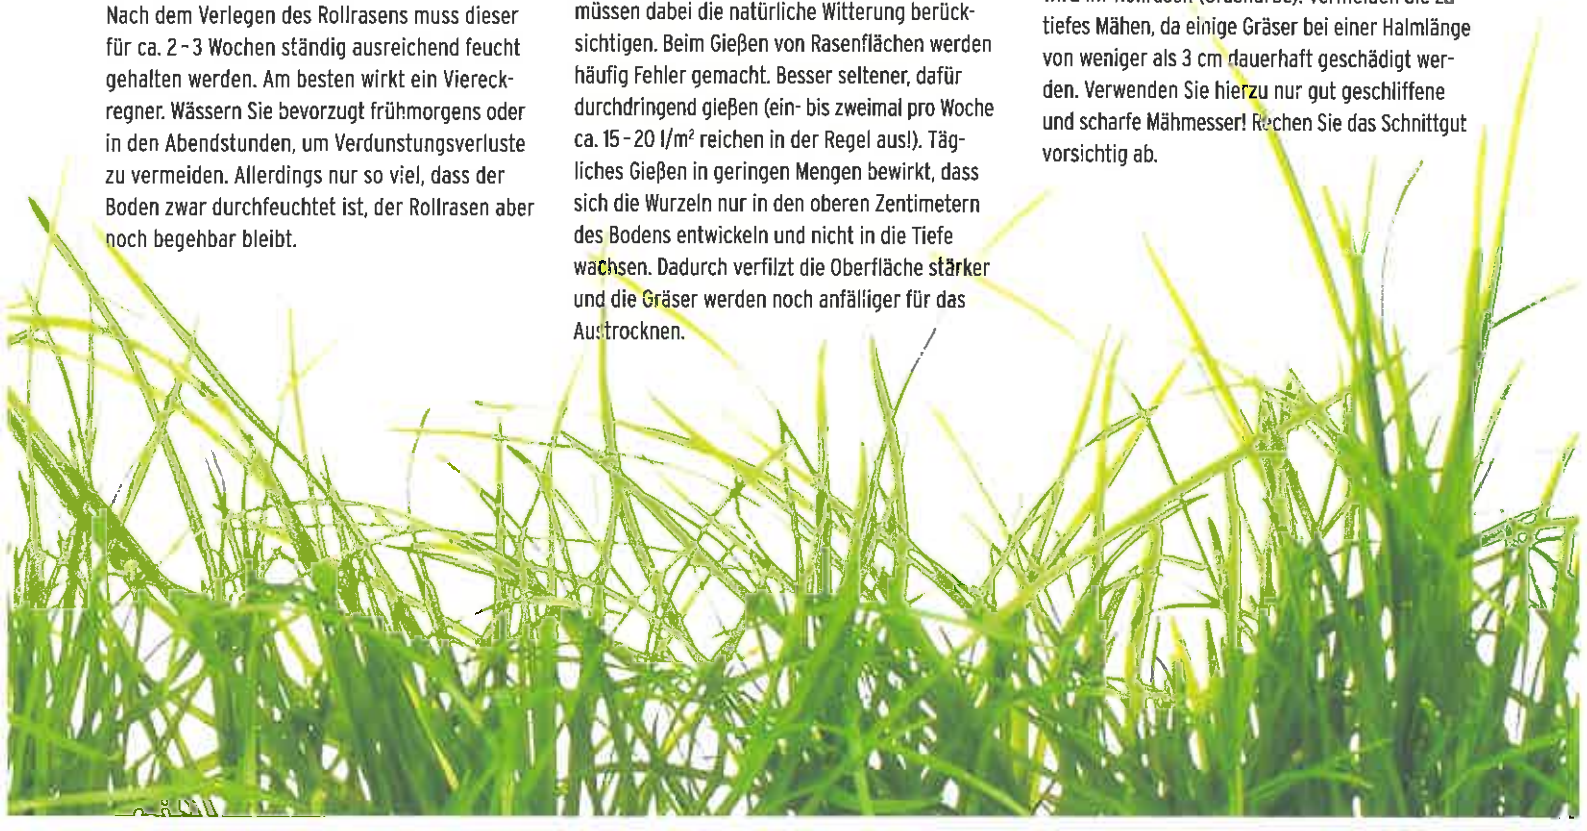 Nach dem Verlegen des Rollrasens muss dieser
für ca. 2 - 3 Wochen ständig ausreichend feucht
gehalten werden. Am besten wirkt ein Viereck-
regner. Wässern Sie bevorzugt frühmorgens oder
in den Abendstunden, um Verdunstungsverluste
zu vermeiden. Allerdings nur so viel, dass der
Boden zwar durchfeuchtet ist, der Rollrasen aber
noch begehbar bleibt.
müssen dabei die natürliche Witterung berück-
sichtigen. Beim Gießen von Rasenflächen werden
häufig Fehler gemacht. Besser seltener, dafür
durchdringend gießen (ein- bis zweimal pro Woche
ca. 15 - 20 l/m² reichen in der Regel aus!). Täg-
liches Gießen in geringen Mengen bewirkt, dass
sich die Wurzeln nur in den oberen Zentimetern
des Bodens entwickeln und nicht in die Tiefe
wachsen. Dadurch verfilzt die Oberfläche stärker
und die Gräser werden noch anfälliger für das
Austrocknen.
tiefes Mähen, da einige Gräser bei einer Halmlänge
von weniger als 3 cm dauerhaft geschädigt wer-
den. Verwenden Sie hierzu nur gut geschliffene
und scharfe Mähmesser! Rechen Sie das Schnittgut
vorsichtig ab.